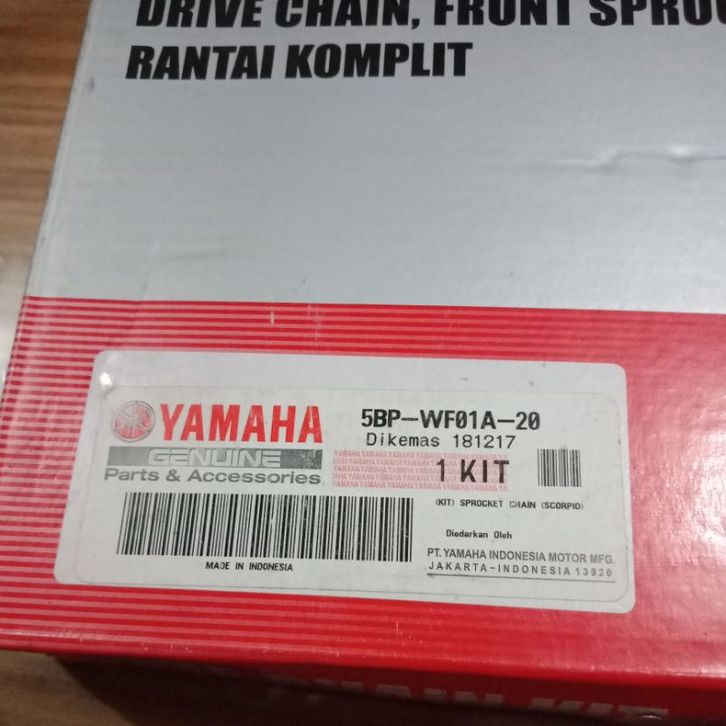 DRIVE CHAIN, FRONT
RANTAI KOMPLIT
YAMAHA
GENUINE
Parts & Accessories
MADE IN INDONESIA
5BP-WF01A-20
Dikemas 181217
1 KIT
(KIT) SPROCKET CHAIN (SCORPIO)
Diedarkan Oleh
PT. YAMAHA INDONESIA MOTOR MFG.
JAKARTA-INDONESIA 13920